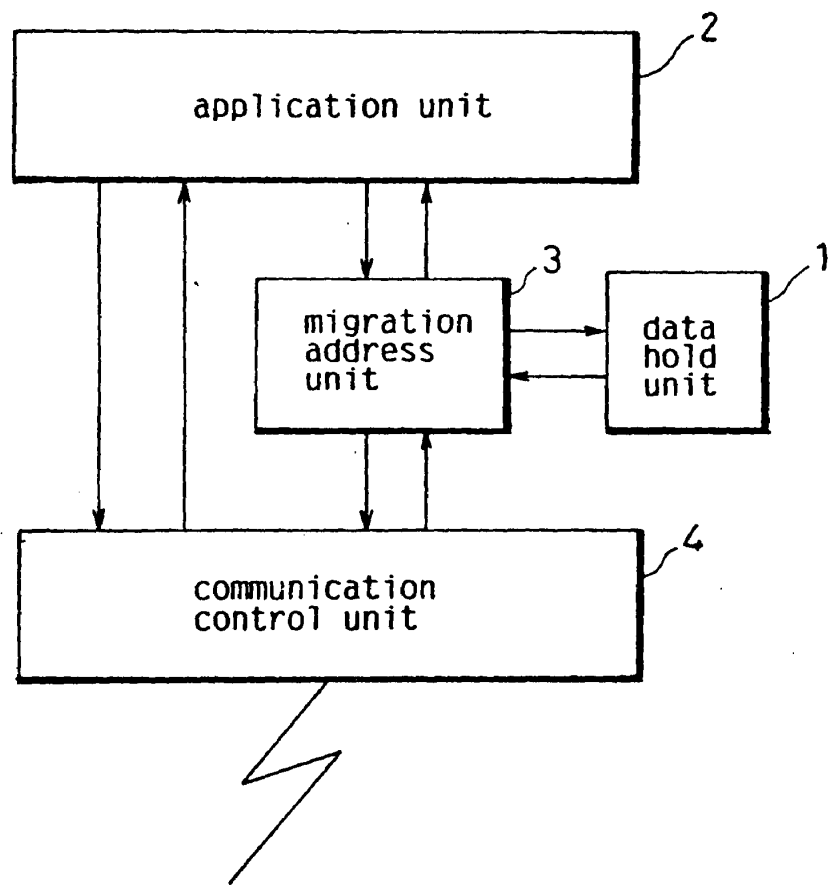 2
application unit
3
1
migration
address
unit
data
hold
unit
4
communication
control unit